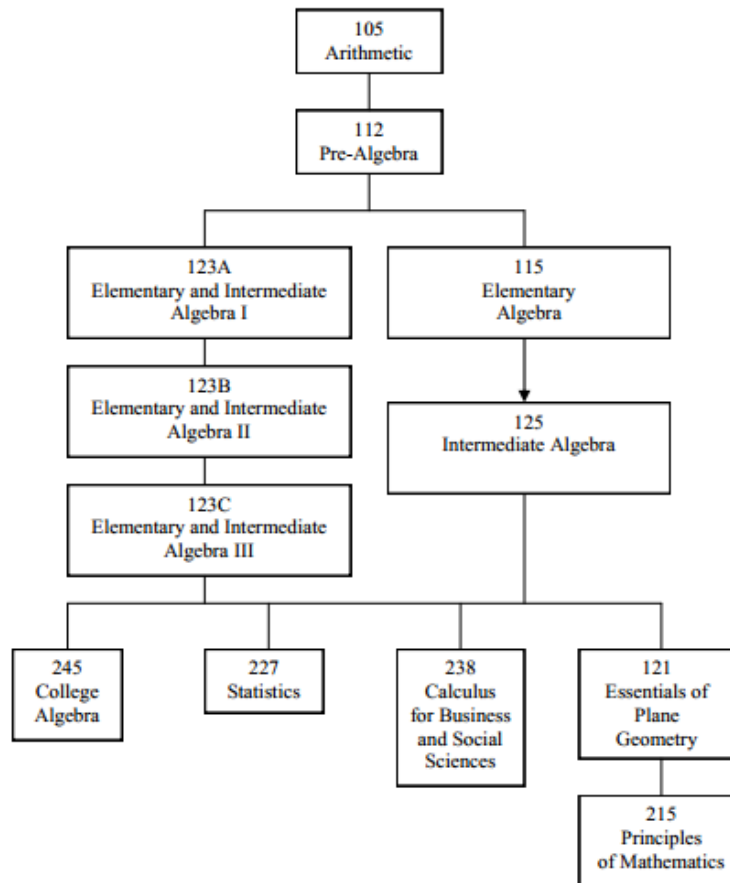 105
Arithmetic
112
Pre-Algebra
123A
Elementary and Intermediate
Algebra I
115
Elementary
Algebra
123B
Elementary and Intermediate
Algebra II
125
Intermediate Algebra
123C
Elementary and Intermediate
Algebra III
245
College
Algebra
227
Statistics
238
Calculus
for Business
and Social
Sciences
121
Essentials of
Plane
Geometry
215
Principles
of Mathematics